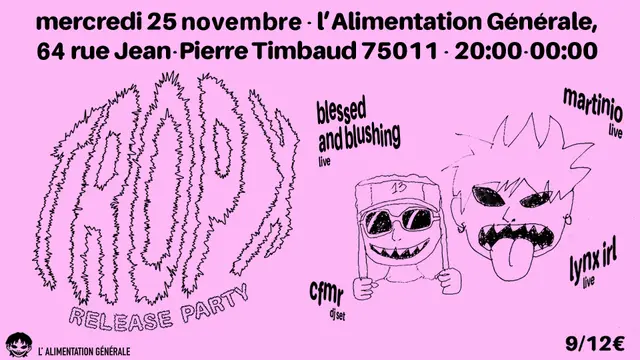 mercredi 25 novembre · l'Alimentation Générale,
64 rue Jean-Pierre Timbaud 75011 · 20:00-00:00
RELEASE PARTY
blessed
and blushing
live
martinio
live
13
cfmr
dj set
lynx irl
live
L' ALIMENTATION GÉNÉRALE
9/12€